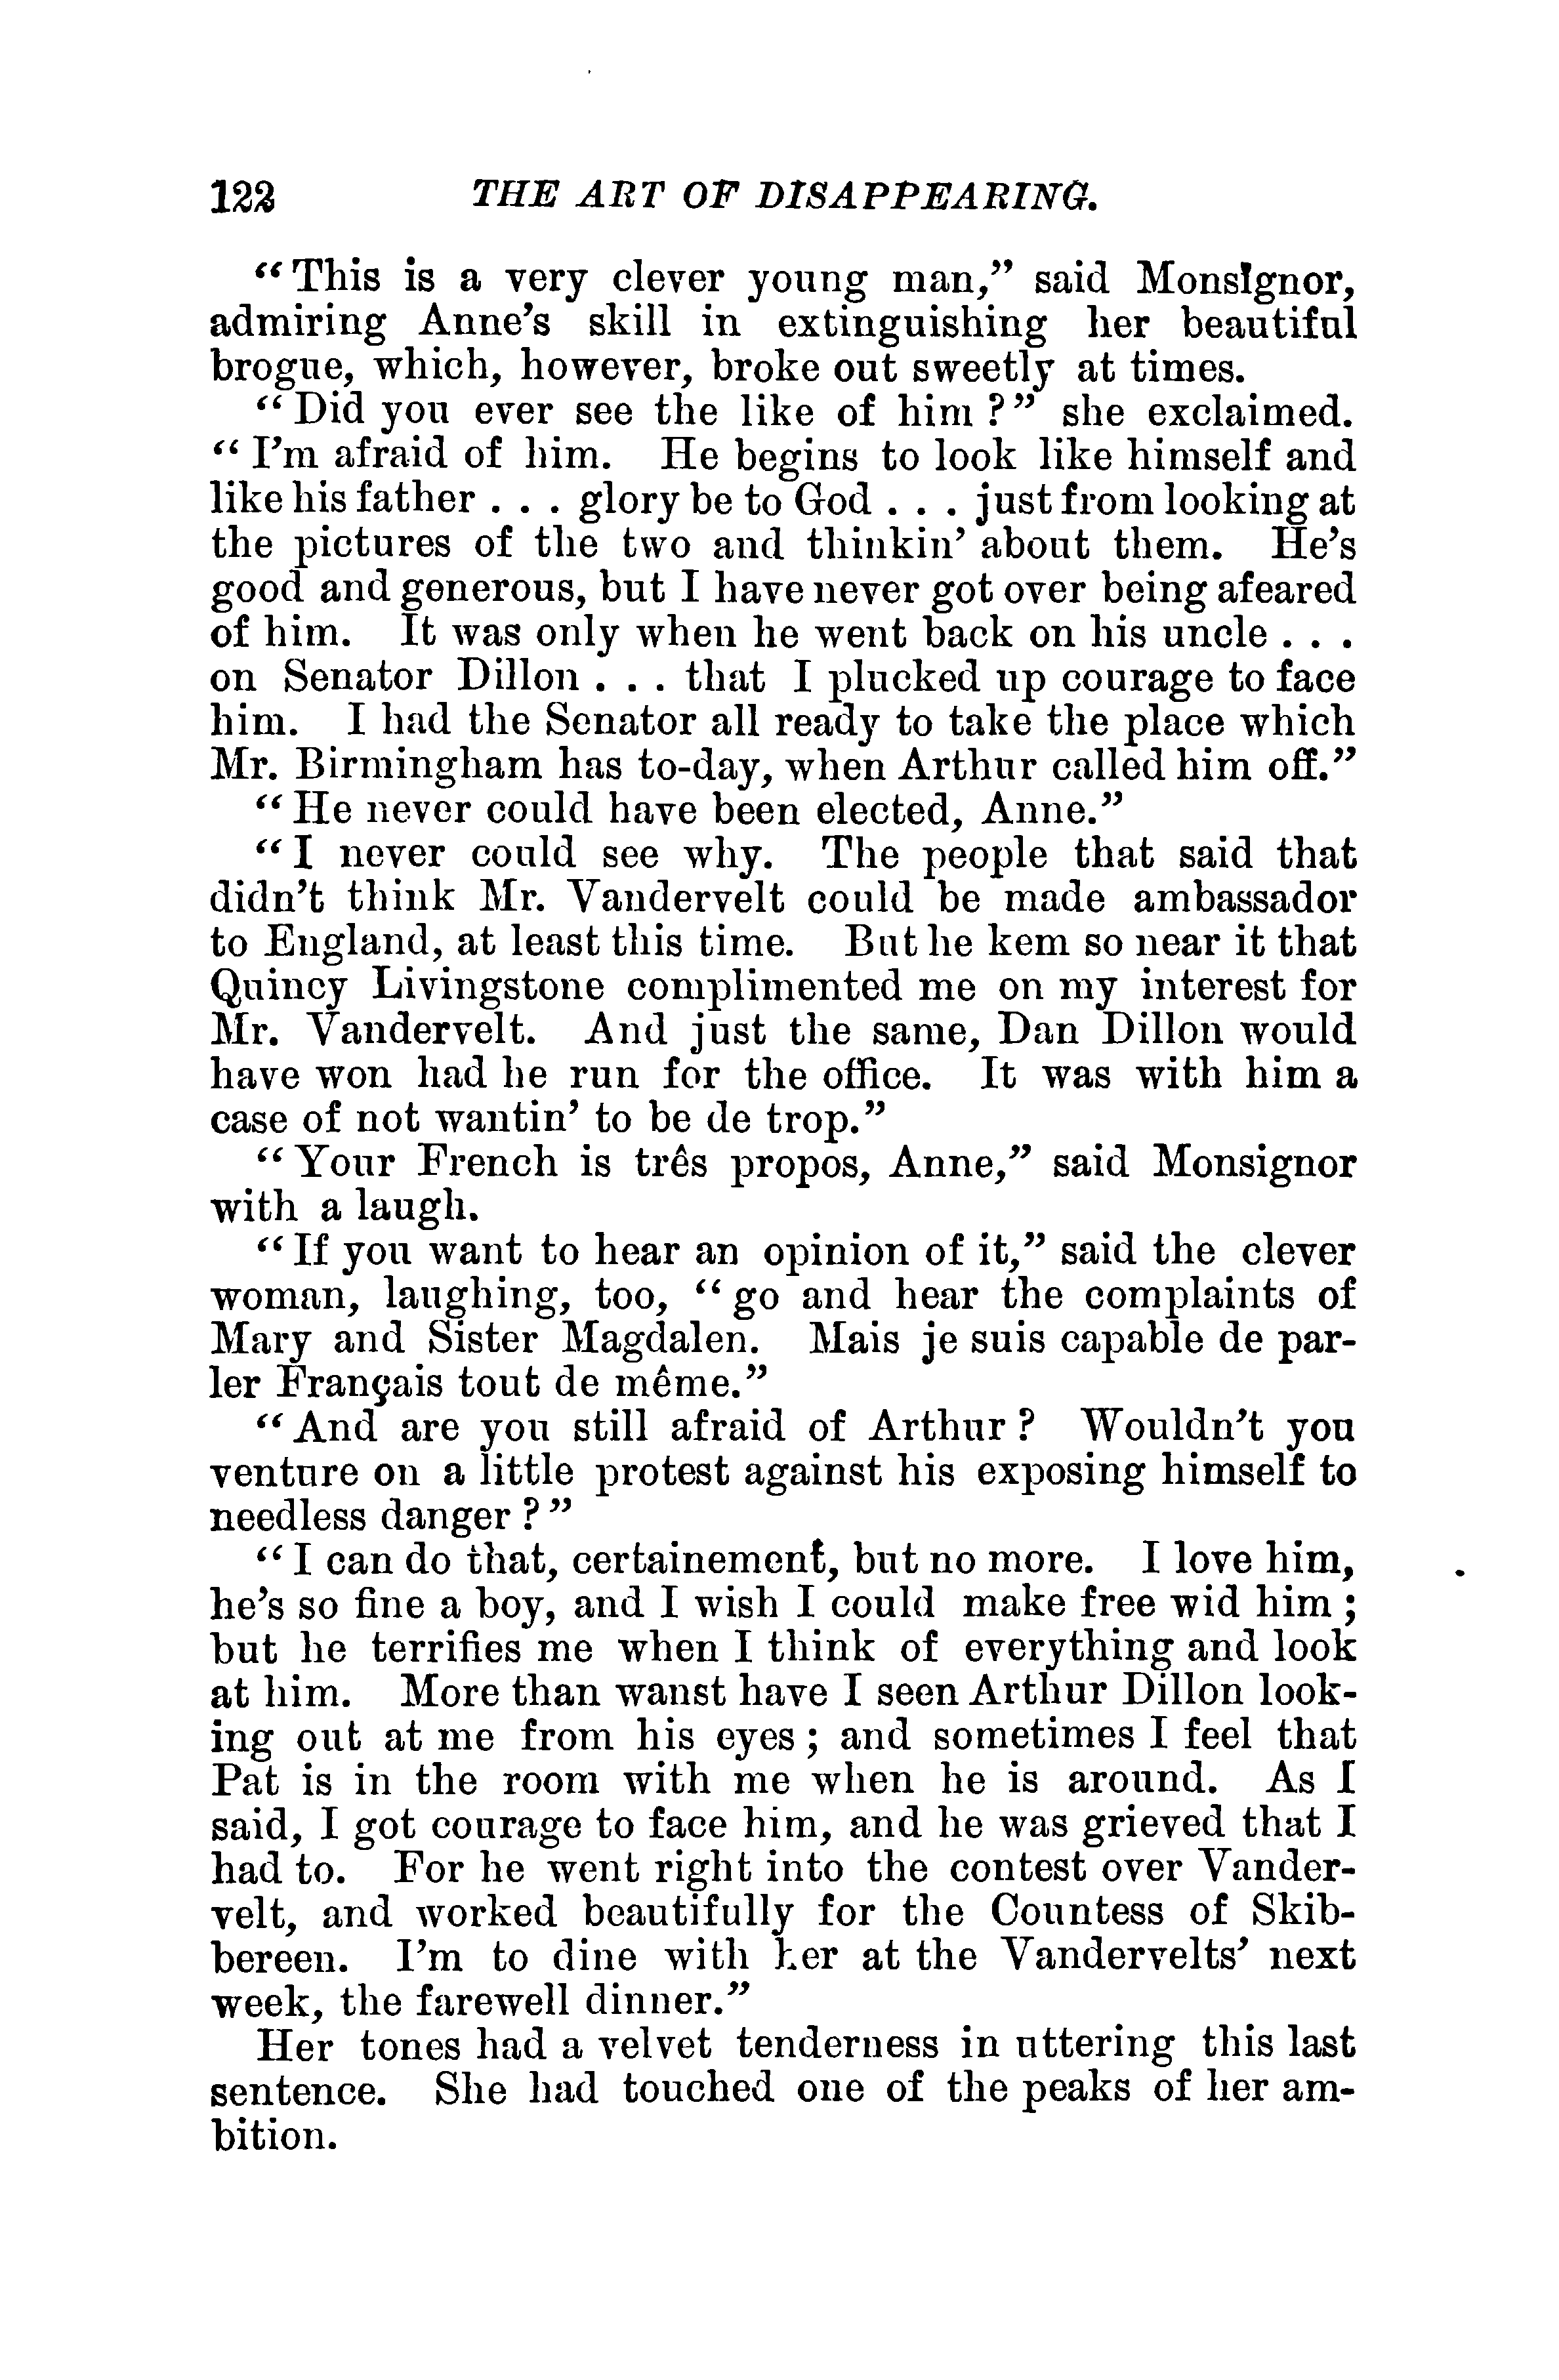 122 THE ART OF DISAPPEARING.
“This is a very clever young man,” said Monsignor,
admiring Anne’s skill in extinguishing her beautiful
brogue, which, however, broke out sweetly at times.
“Did you ever see the like of him?” she exclaimed.
“I’m afraid of him. He begins to look like himself and
like his father . . . glory be to God . . . just from looking at
the pictures of the two and thinkin’ about them. He’s
good and generous, but I have never got over being afeared
of him. It was only when he went back on his uncle . . .
on Senator Dillon . . . that I plucked up courage to face
him. I had the Senator all ready to take the place which
Mr. Birmingham has to-day, when Arthur called him off.”
“He never could have been elected, Anne.”
“I never could see why. The people that said that
didn’t think Mr. Vandervelt could be made ambassador
to England, at least this time. But he kem so near it that
Quincy Livingstone complimented me on my interest for
Mr. Vandervelt. And just the same, Dan Dillon would
have won had he run for the office. It was with him a
case of not wantin’ to be de trop.”
“Your French is três propos, Anne,” said Monsignor
with a laugh.
“If you want to hear an opinion of it,” said the clever
woman, laughing, too, “go and hear the complaints of
Mary and Sister Magdalen. Mais je suis capable de par-
ler Français tout de même.”
“And are you still afraid of Arthur? Wouldn’t you
venture on a little protest against his exposing himself to
needless danger?”
“I can do that, certainement, but no more. I love him,
he’s so fine a boy, and I wish I could make free wid him;
but he terrifies me when I think of everything and look
at him. More than wanst have I seen Arthur Dillon look-
ing out at me from his eyes; and sometimes I feel that
Pat is in the room with me when he is around. As I
said, I got courage to face him, and he was grieved that I
had to. For he went right into the contest over Vander-
velt, and worked beautifully for the Countess of Skib-
bereen. I’m to dine with her at the Vandervelts’ next
week, the farewell dinner.”
Her tones had a velvet tenderness in uttering this last
sentence. She had touched one of the peaks of her am-
bition.